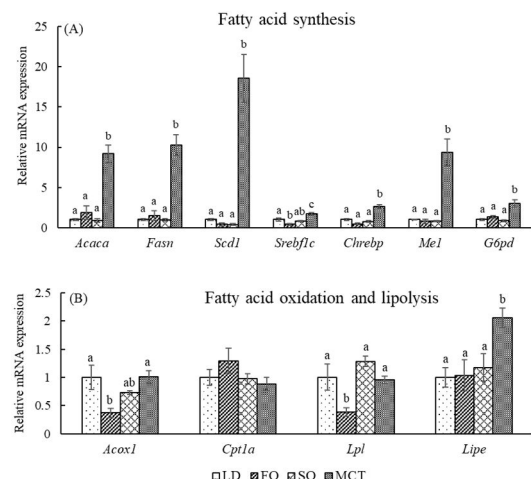 (A)
Fatty acid synthesis
Relative mRNA expression
25
20
15
10
5
0
a a a b
a a a b
a a a b
a b ab c
a a a b
a a a b
a a a b
Acaca Fasn Scd1 Srebf1c Chrebp Me1 G6pd
(B)
Fatty acid oxidation and lipolysis
Relative mRNA expression
2.5
2
1.5
1
0.5
0
a b ab a
a b a a
a a a b
Acox1 Cpt1a Lpl Lipe
LD FO SO MCT